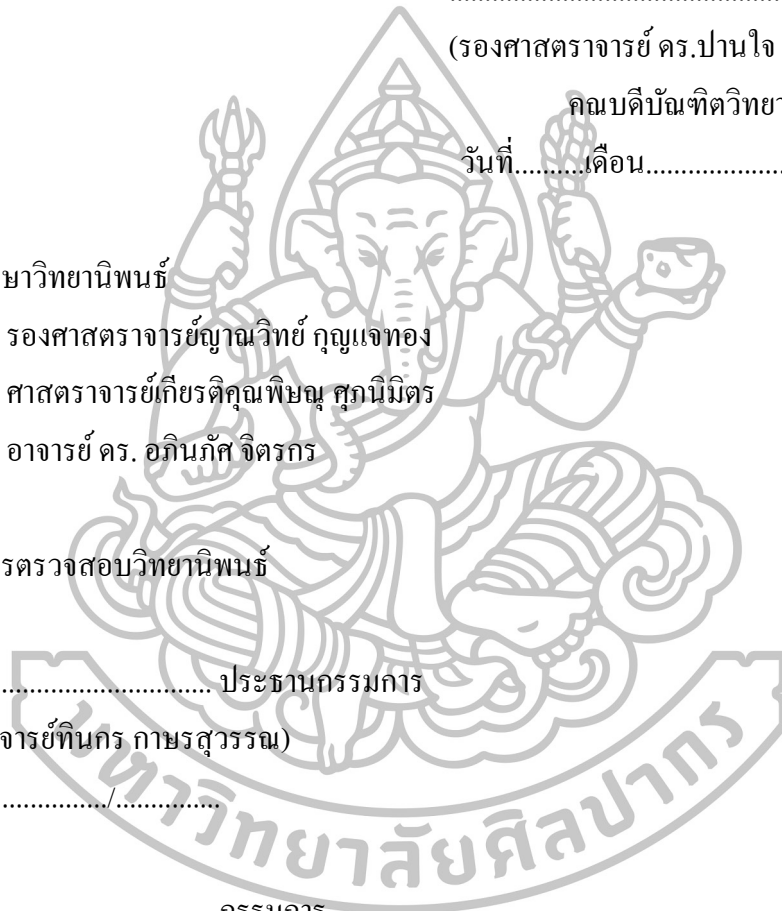 ................................................
(รองศาสตราจารย์ ดร.ปานใจ
คณบดีบัณฑิตวิทยา
วันที่..........เดือน....................
ษาวิทยานิพนธ์
รองศาสตราจารย์ญาณวิทย์ กุญแจทอง
ศาสตราจารย์เกียรติคุณพิษณุ ศุภนิมิตร
อาจารย์ ดร. อภินภัศ จิตรกร
รตรวจสอบวิทยานิพนธ์
.............................. ประธานกรรมการ
จารย์ทินกร กาษรสุวรรณ)
.............../...............
กรรมการ
มหาวิทยาลัยศิลปากร